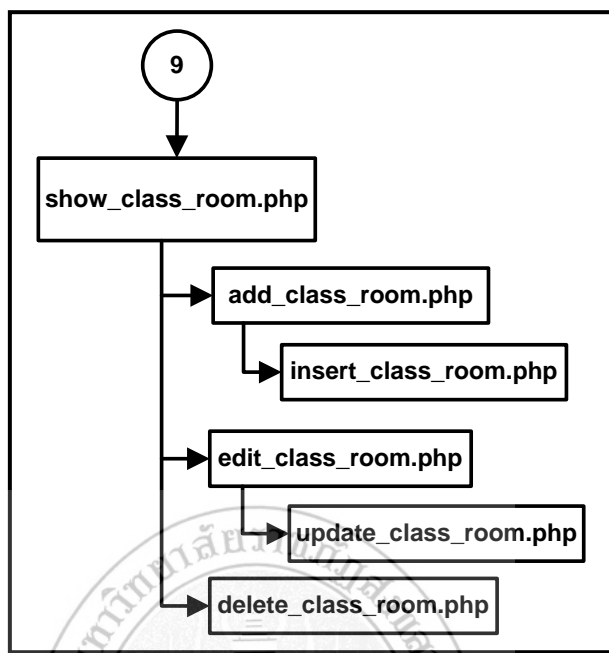 9
show_class_room.php
add_class_room.php
insert_class_room.php
edit_class_room.php
update_class_room.php
delete_class_room.php